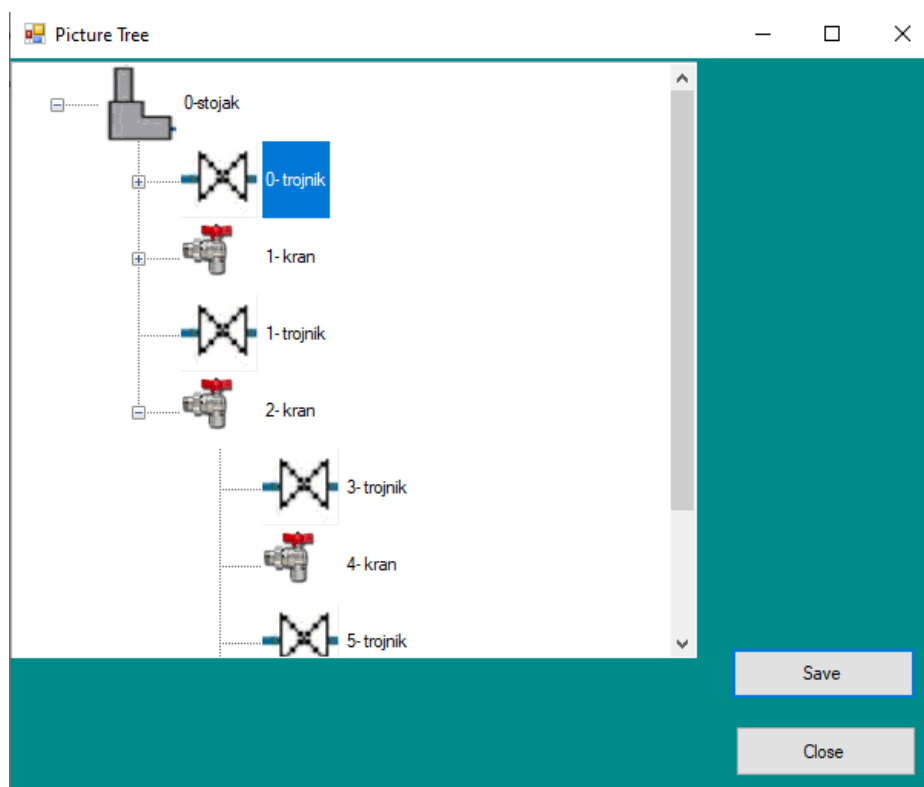 Picture Tree
0-stojak
0- trojnik
1- kran
1- trojnik
2- kran
3- trojnik
4- kran
5- trojnik
Save
Close